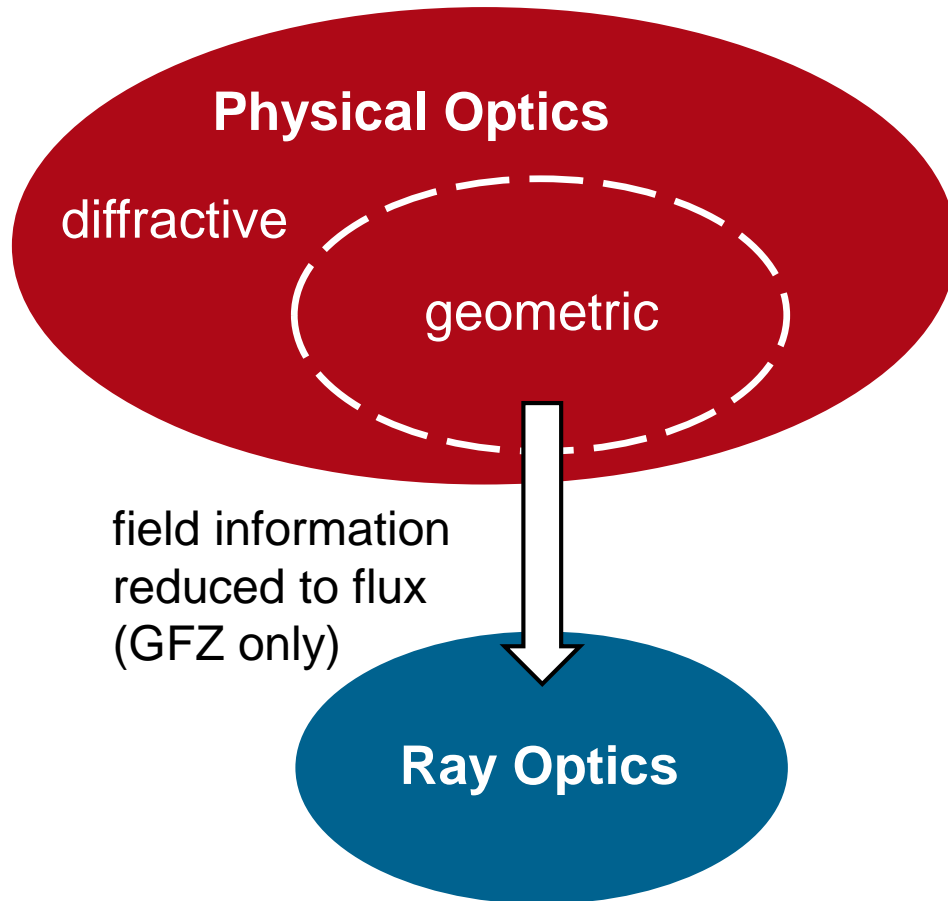 Physical Optics
diffractive
geometric
field information
reduced to flux
(GFZ only)
Ray Optics